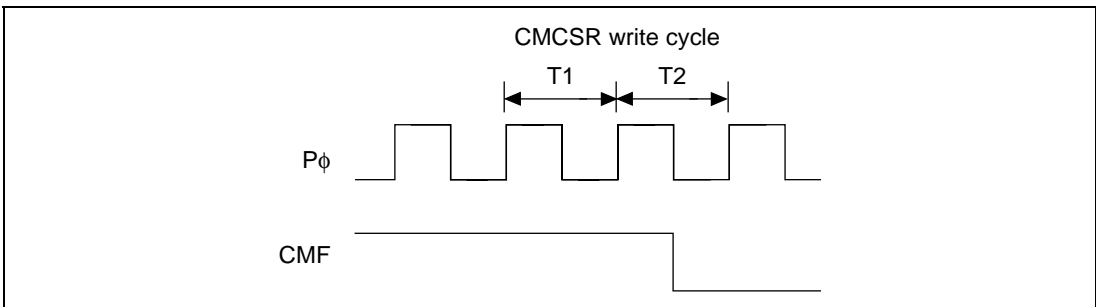 CMCSR write cycle
T1 T2
Pϕ
CMF